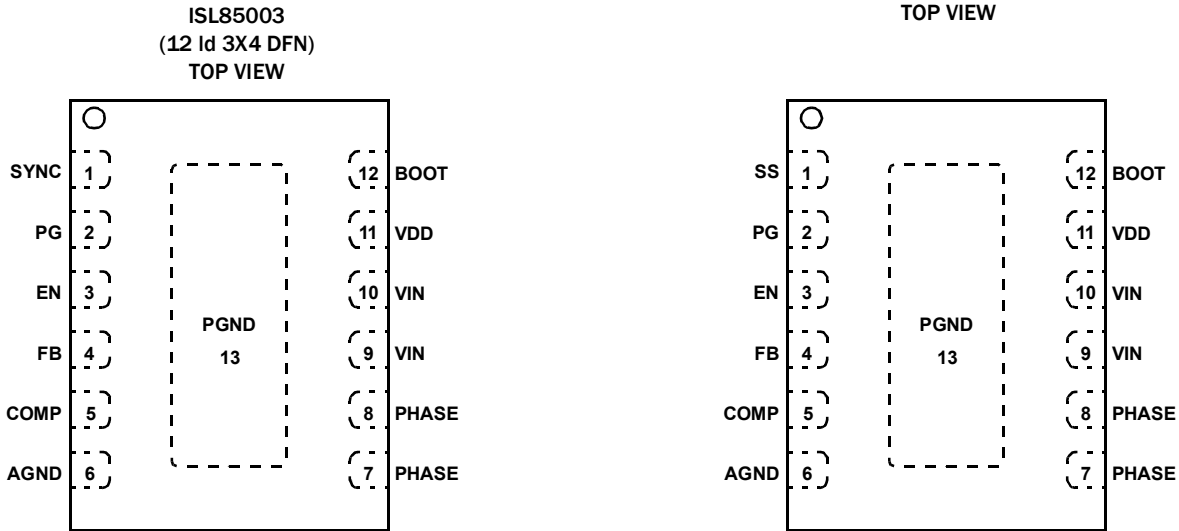 ISL85003
(12 ld 3X4 DFN)
TOP VIEW
SYNC 1
PG 2
EN 3
FB 4
COMP 5
AGND 6
PGND
13
12 BOOT
11 VDD
10 VIN
9 VIN
8 PHASE
7 PHASE
TOP VIEW
SS 1
PG 2
EN 3
FB 4
COMP 5
AGND 6
PGND
13
12 BOOT
11 VDD
10 VIN
9 VIN
8 PHASE
7 PHASE